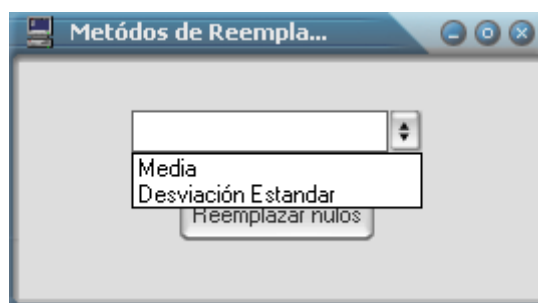 Metódos de Reempla...
Media
Desviación Estandar
Reemplazar nulos